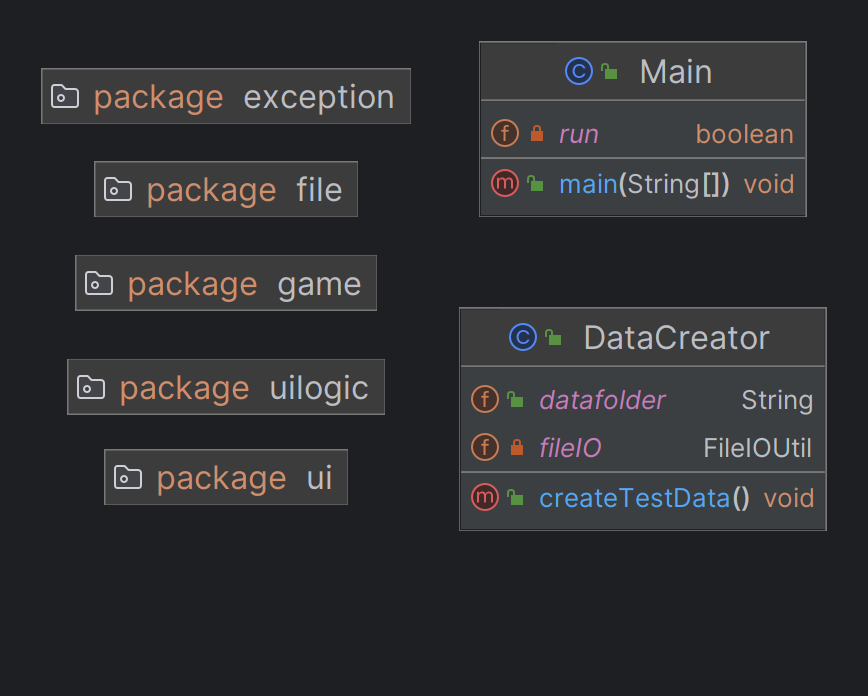 package exception
package file
package game
package uilogic
package ui
C Main
f run boolean
m main(String[]) void
C DataCreator
f datafolder String
f fileIO FileIOUtil
m createTestData() void